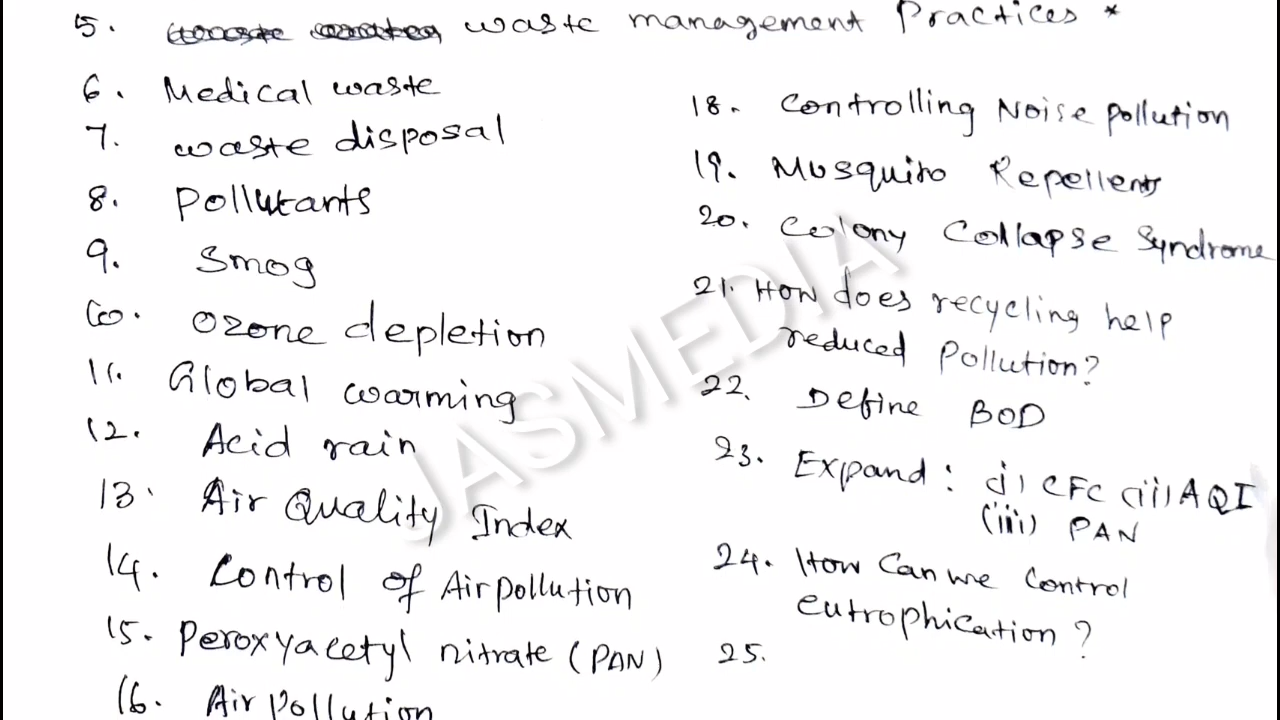 5. waste management Practices *
6. Medical waste
7. waste disposal
8. Pollutants
9. Smog
10. Ozone depletion
11. Global warming
12. Acid rain
13. Air Quality Index
14. Control of Air pollution
15. Peroxyacetyl nitrate (PAN)
16. Air Pollution
18. Controlling Noise pollution
19. Mosquito Repellents
20. Colony Collapse Syndrome
21. How does recycling help
reduced Pollution?
22. Define BOD
23. Expand : (i) CFC (ii) AQI
(iii) PAN
24. How Can we Control
eutrophication?
25.
JASMEDIA